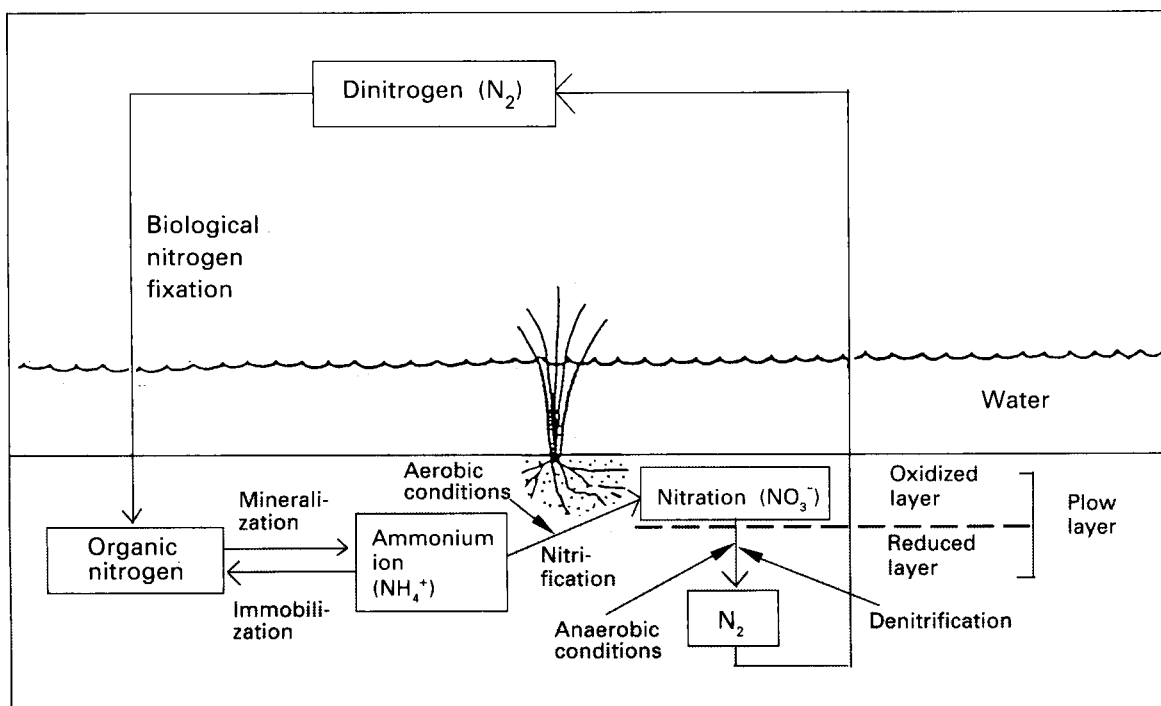 Dinitrogen (N₂)
Biological
nitrogen
fixation
Water
Aerobic
conditions
Nitration (NO₃⁻)
Oxidized
layer
Plow
layer
Reduced
layer
Minerali-
zation
Organic
nitrogen
Immobili-
zation
Ammonium
ion
(NH₄⁺)
Nitri-
fication
Anaerobic
conditions
N₂
Denitrification